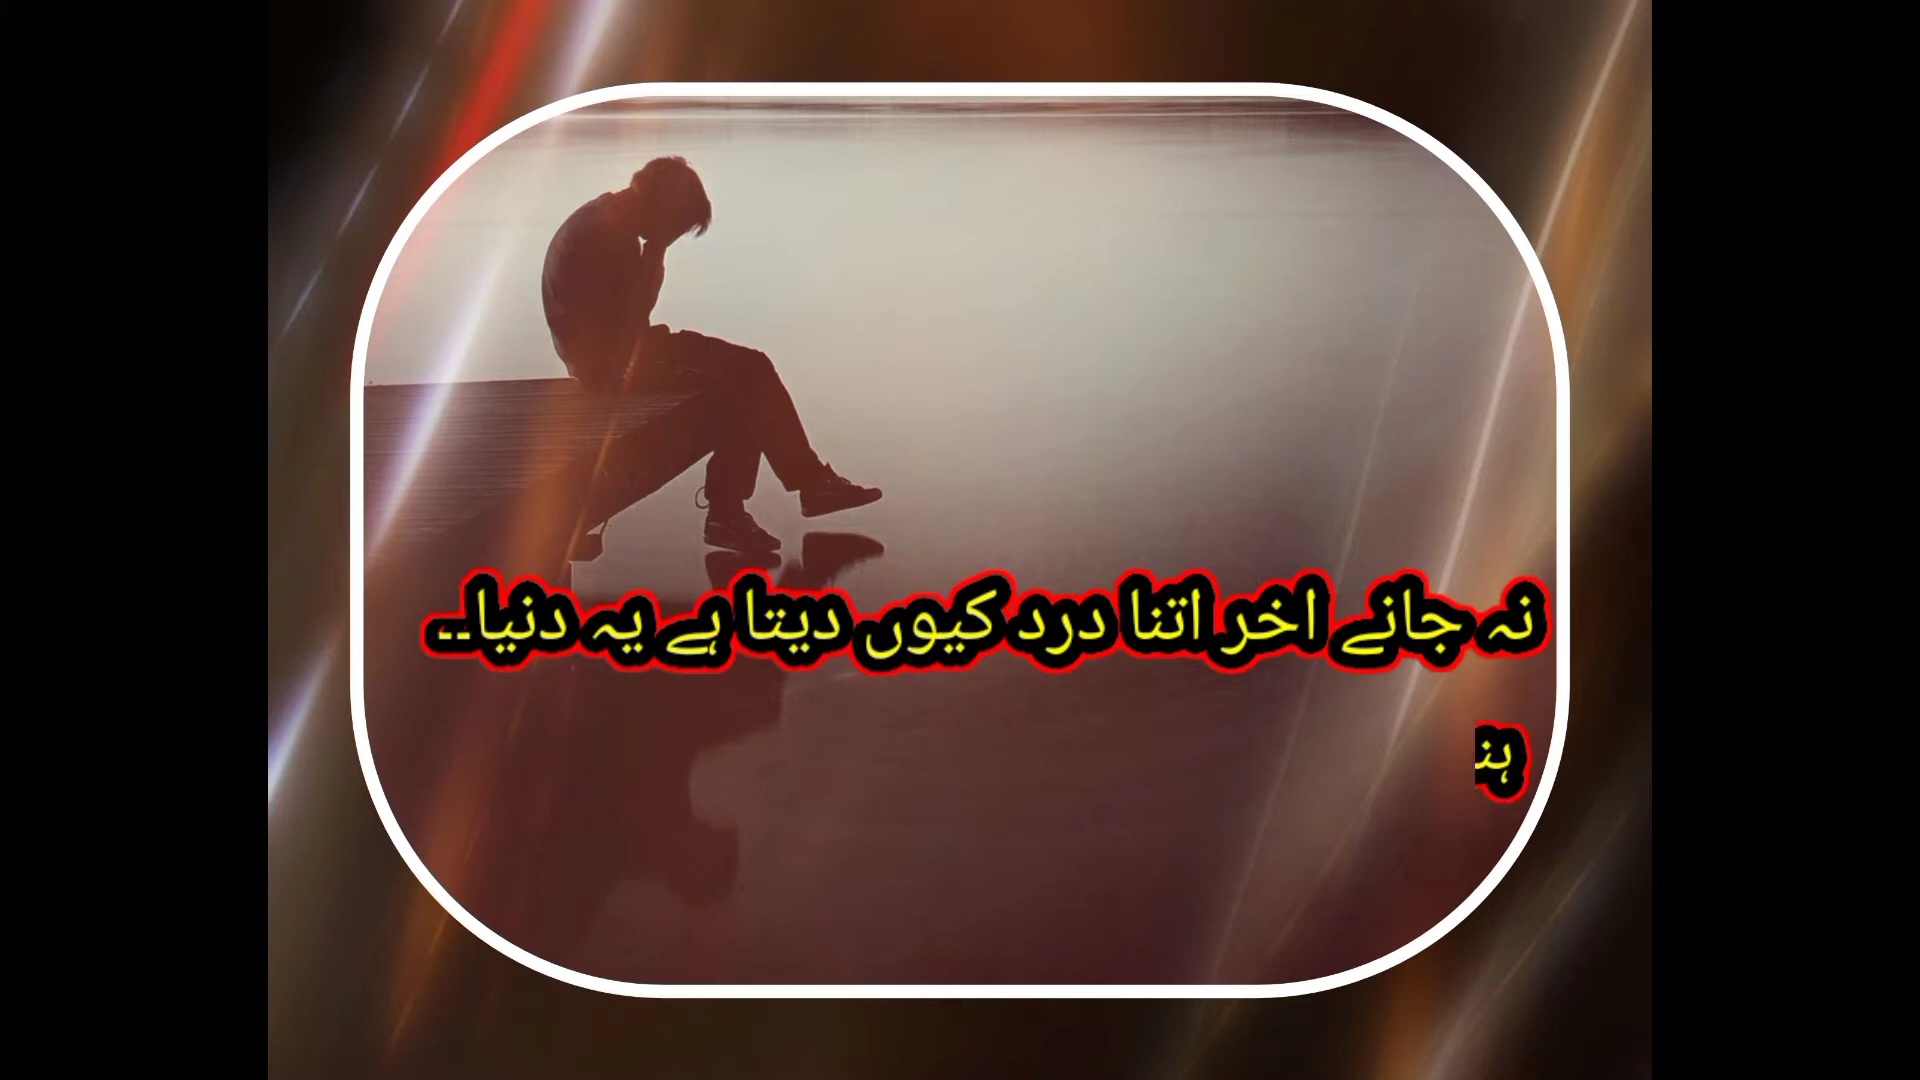 نہ جانے اخر اتنا درد کیوں دیتا ہے یہ دنیا۔۔